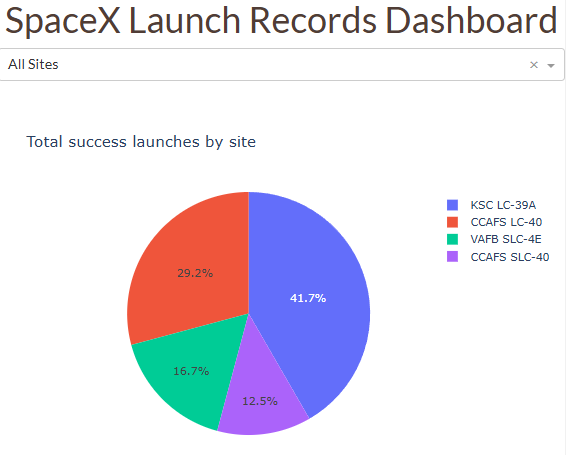 SpaceX Launch Records Dashboard
All Sites
Total success launches by site
KSC LC-39A
CCAFS LC-40
VAFB SLC-4E
CCAFS SLC-40
29.2%
41.7%
16.7%
12.5%